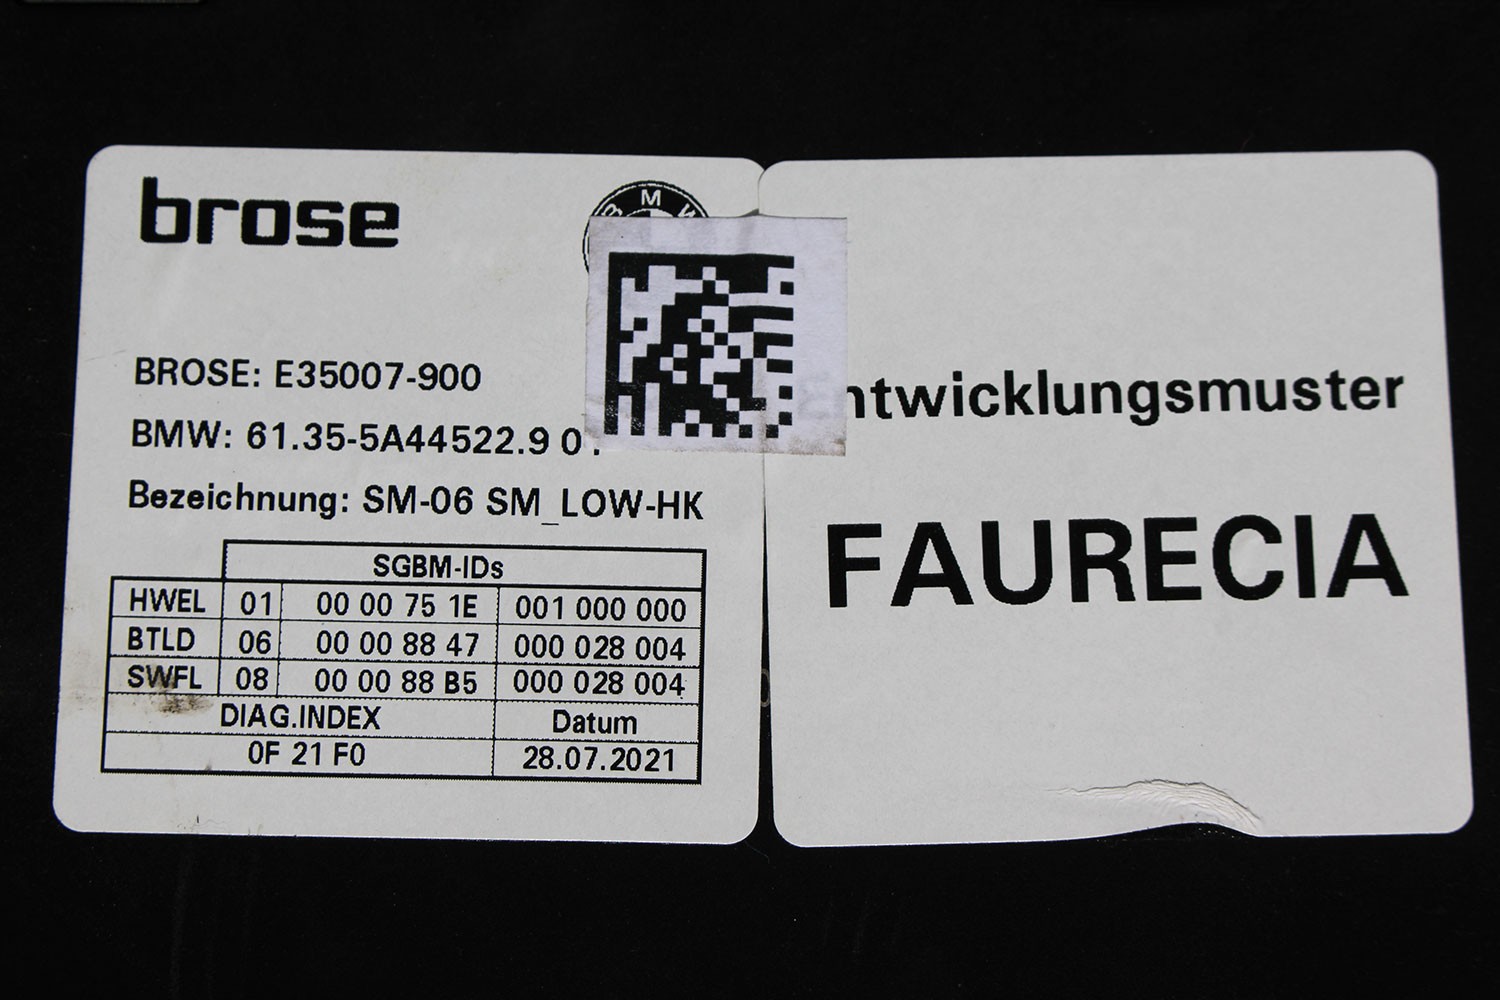 brose
BMW
BROSE: E35007-900
BMW: 61.35-5A44522.9 0
Bezeichnung: SM-06 SM_LOW-HK
SGBM-IDs
HWEL 01 00 00 75 1E 001 000 000
BTLD 06 00 00 88 47 000 028 004
SWFL 08 00 00 88 B5 000 028 004
DIAG.INDEX Datum
0F 21 F0 28.07.2021
Entwicklungsmuster
FAURECIA